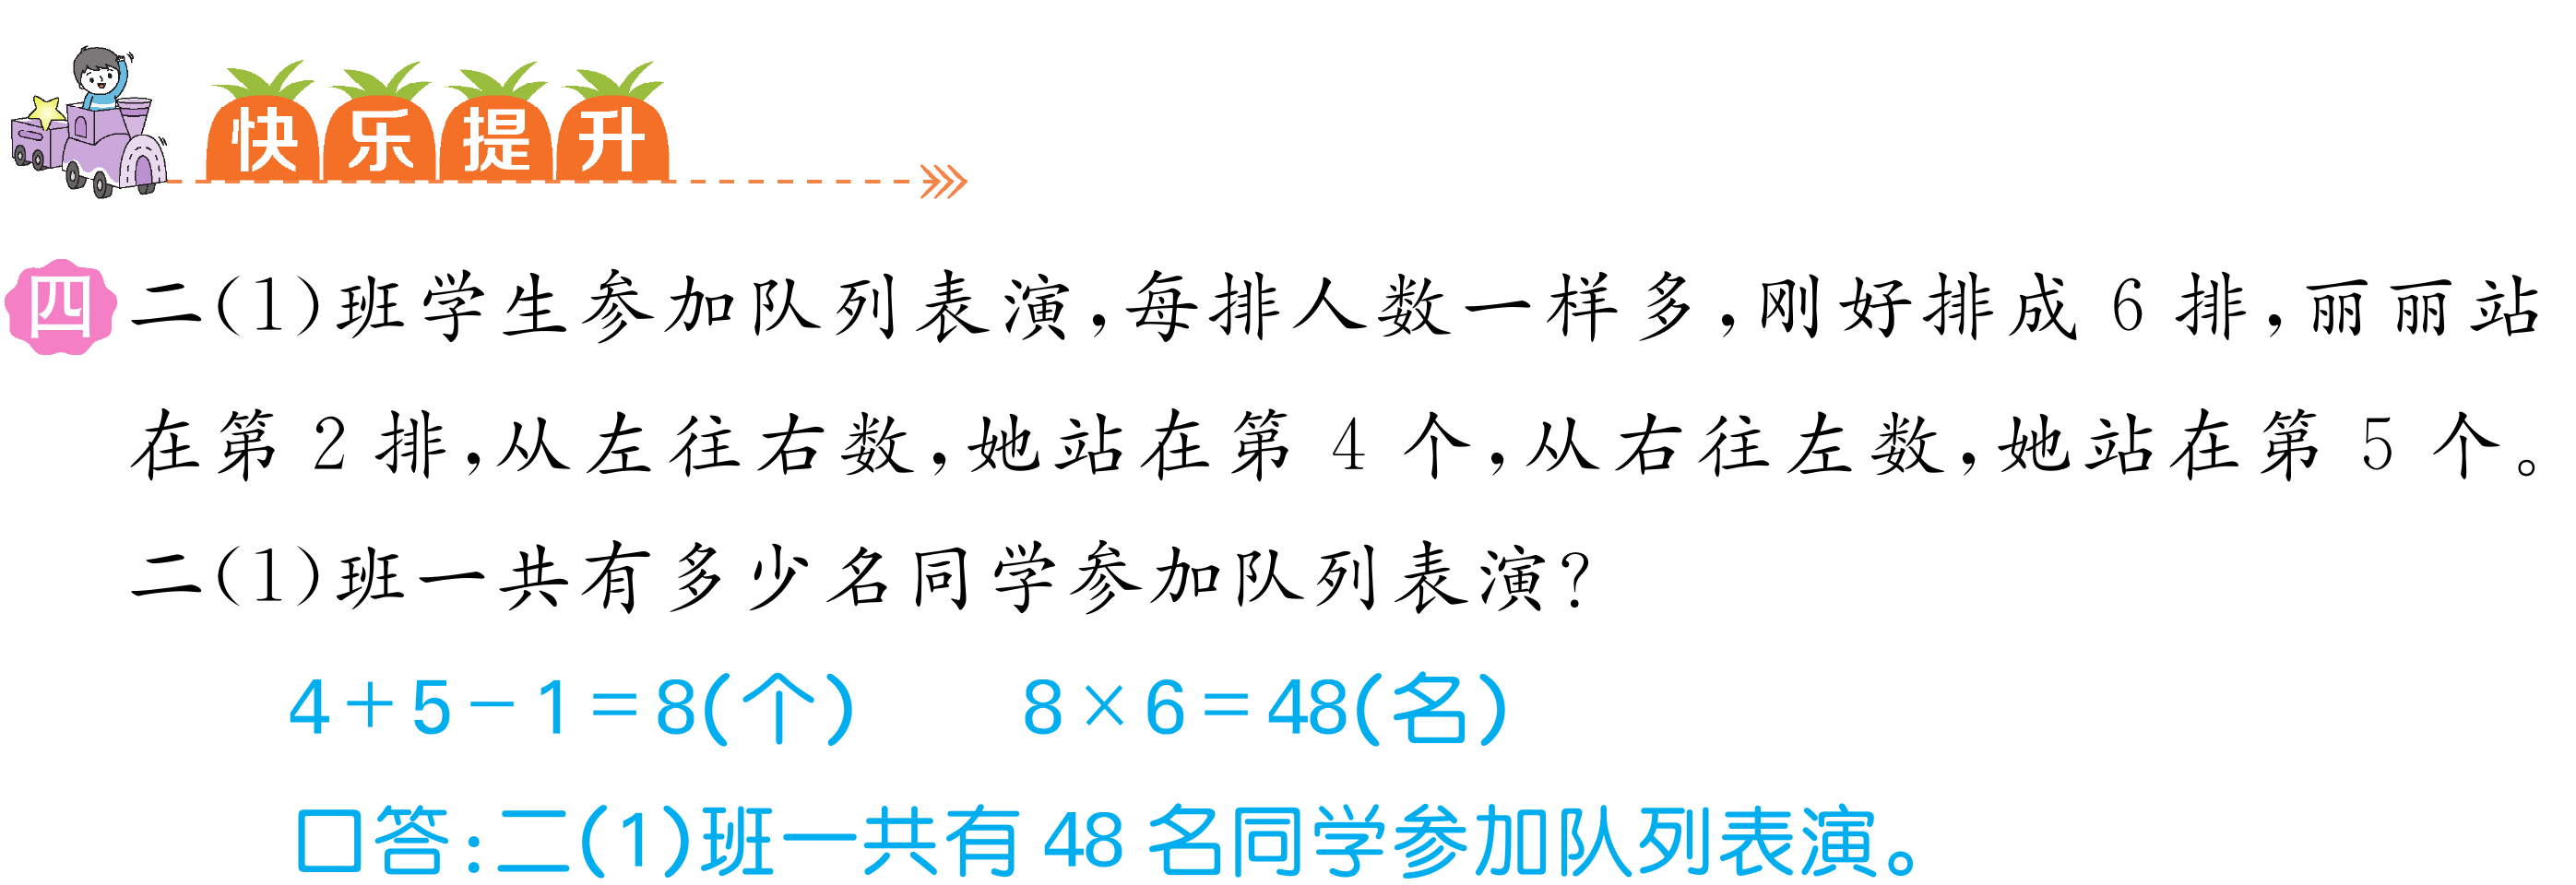 快乐提升
四 二(1)班学生参加队列表演,每排人数一样多,刚好排成 6 排,丽丽站
在第 2 排,从左往右数,她站在第 4 个,从右往左数,她站在第 5 个。
二(1)班一共有多少名同学参加队列表演?
4+5-1=8(个) 8×6=48(名)
口答:二(1)班一共有 48 名同学参加队列表演。